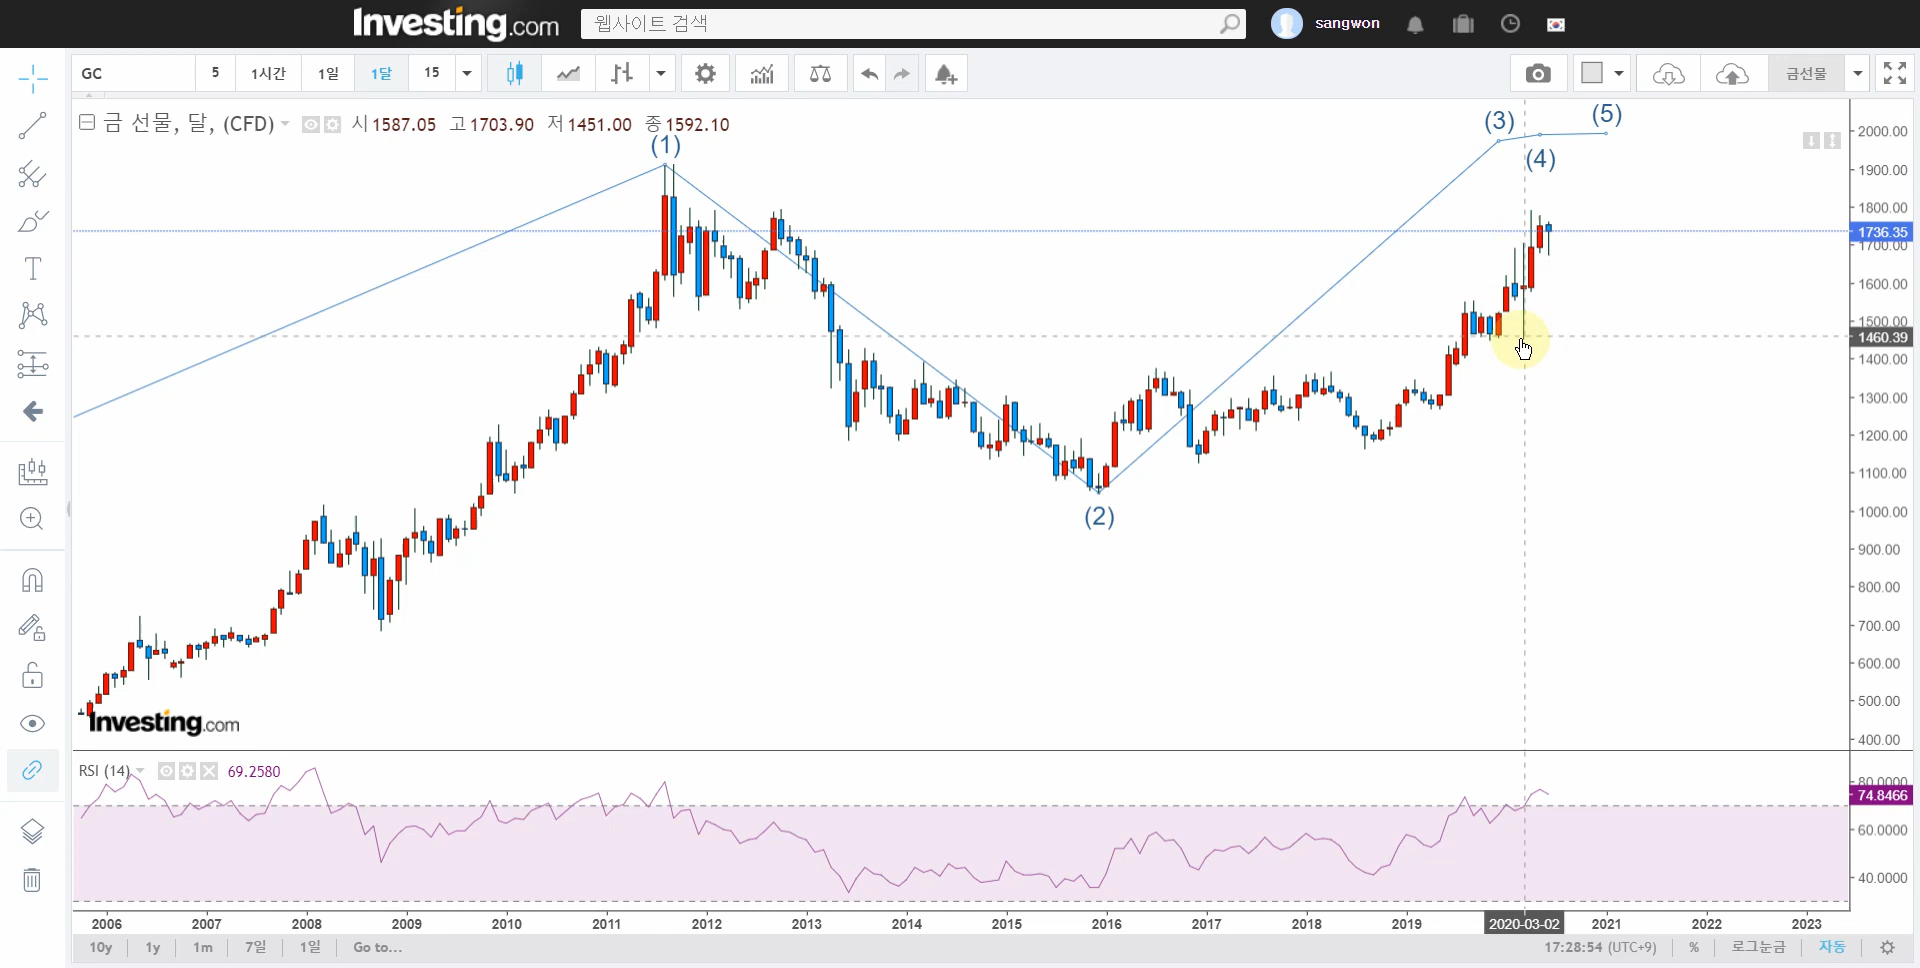 Investing.com
웹사이트 검색
sangwon
GC
5
1시간
1일
1달
15
금선물
금 선물, 달, (CFD)
시 1587.05 고 1703.90 저 1451.00 종 1592.10
(1)
(2)
(3)
(4)
(5)
2000.00
1900.00
1800.00
1736.35
1700.00
1600.00
1500.00
1460.39
1400.00
1300.00
1200.00
1100.00
1000.00
900.00
800.00
700.00
600.00
500.00
400.00
Investing.com
RSI (14)
69.2580
80.0000
74.8466
60.0000
40.0000
2006 2007 2008 2009 2010 2011 2012 2013 2014 2015 2016 2017 2018 2019 2020-03-02 2021 2022 2023
10y 1y 1m 7일 1일 Go to...
17:28:54 (UTC+9) % 로그눈금 자동